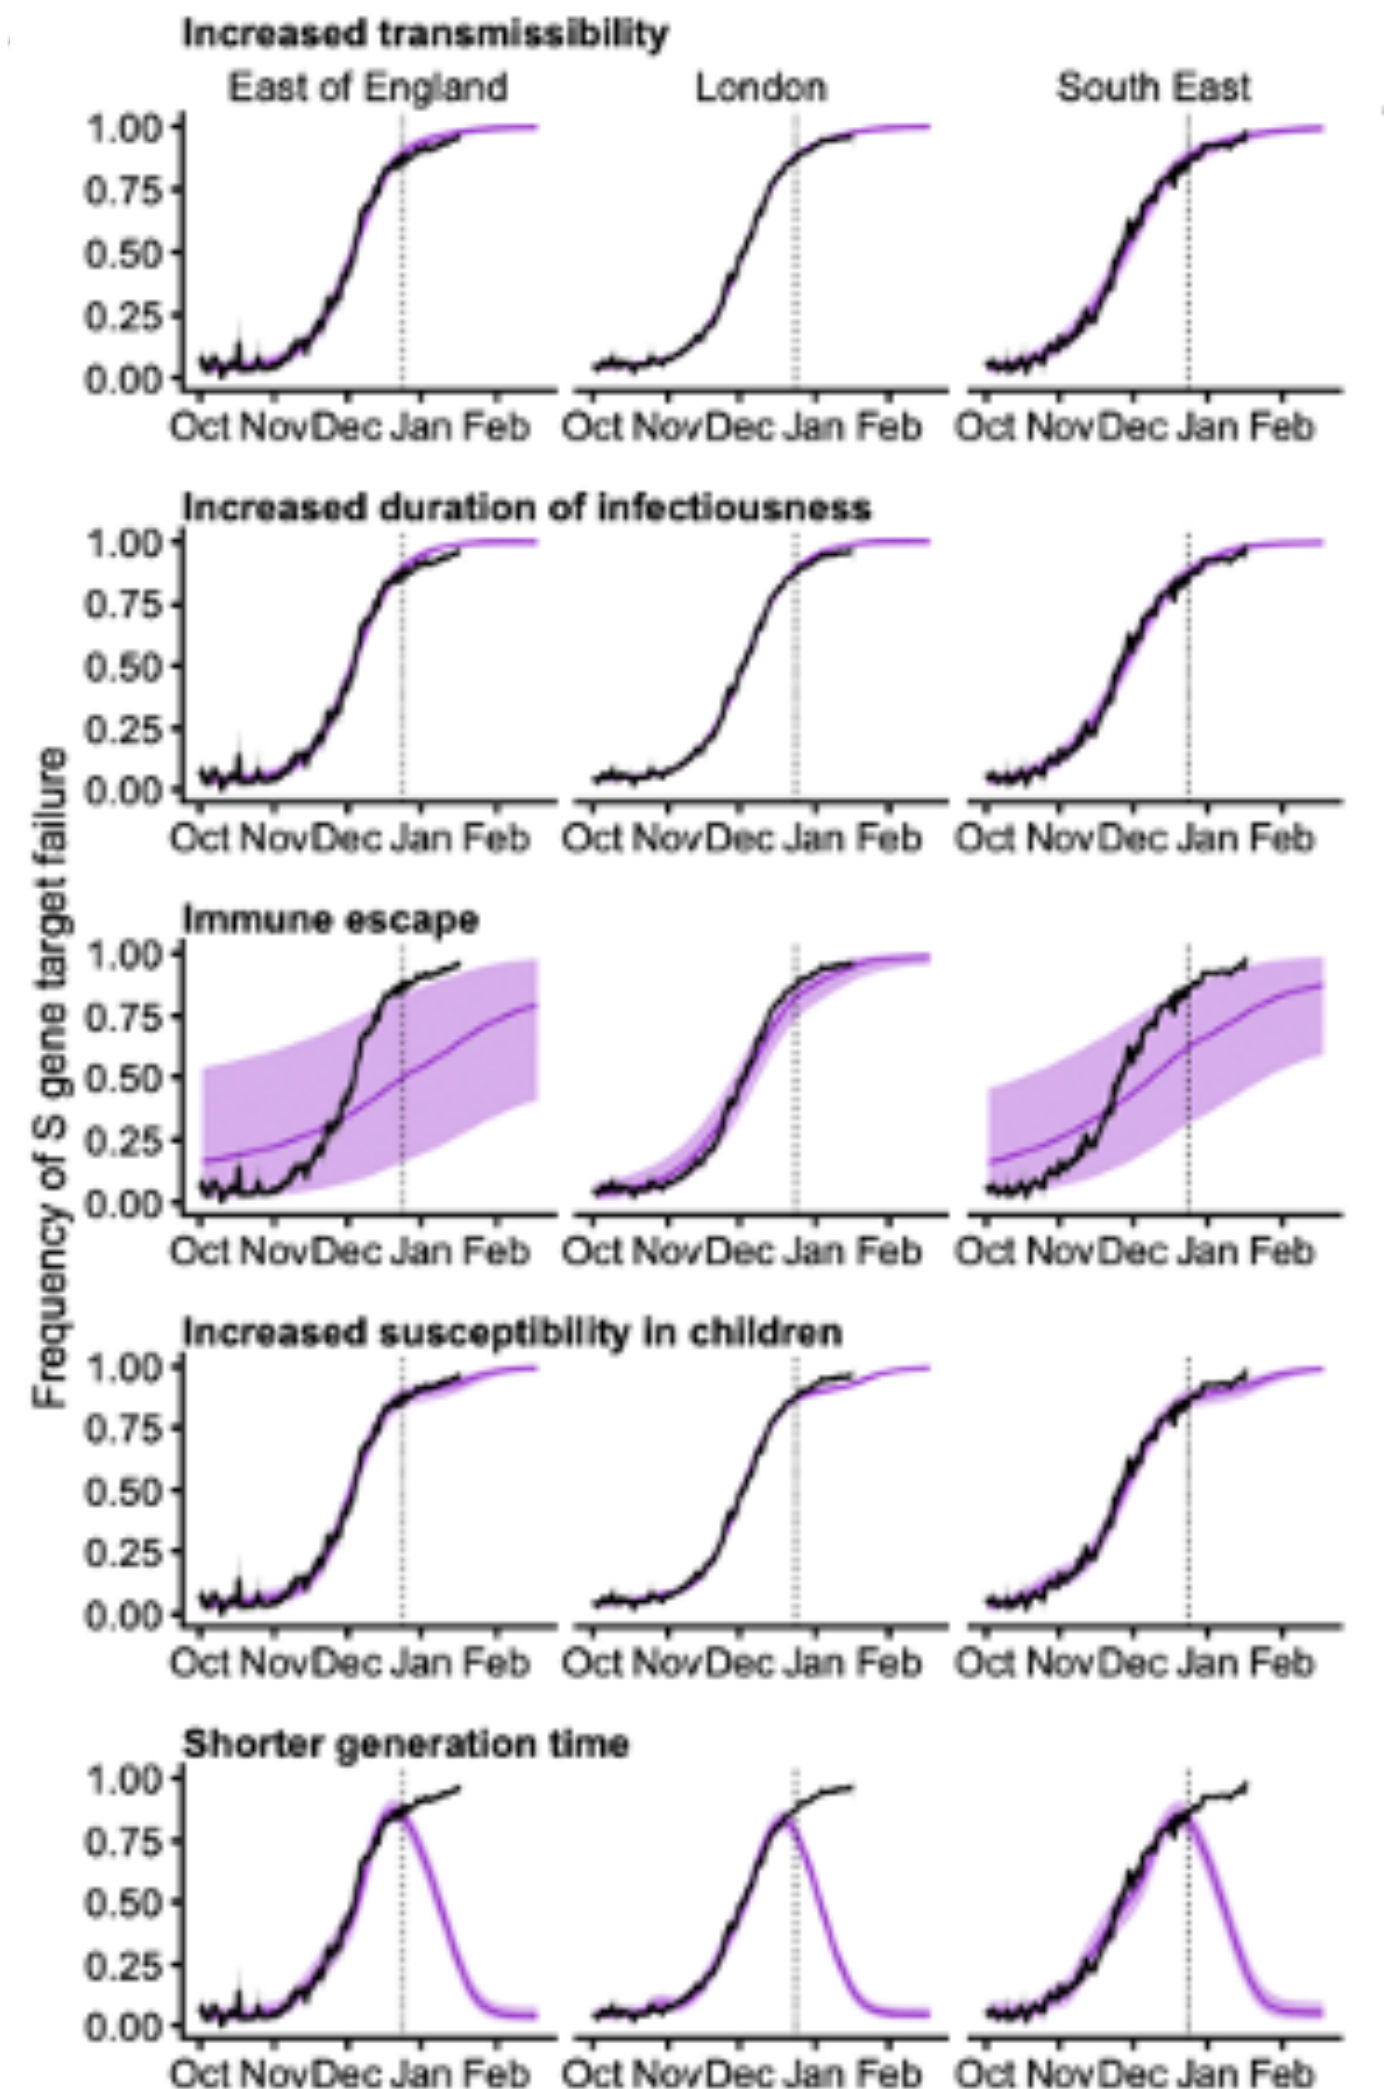 Increased transmissibility
East of England London South East
1.00
0.75
0.50
0.25
0.00
Oct Nov Dec Jan Feb Oct Nov Dec Jan Feb Oct Nov Dec Jan Feb
Increased duration of infectiousness
1.00
0.75
0.50
0.25
0.00
Oct Nov Dec Jan Feb Oct Nov Dec Jan Feb Oct Nov Dec Jan Feb
Frequency of S gene target failure
Immune escape
1.00
0.75
0.50
0.25
0.00
Oct Nov Dec Jan Feb Oct Nov Dec Jan Feb Oct Nov Dec Jan Feb
Increased susceptibility in children
1.00
0.75
0.50
0.25
0.00
Oct Nov Dec Jan Feb Oct Nov Dec Jan Feb Oct Nov Dec Jan Feb
Shorter generation time
1.00
0.75
0.50
0.25
0.00
Oct Nov Dec Jan Feb Oct Nov Dec Jan Feb Oct Nov Dec Jan Feb